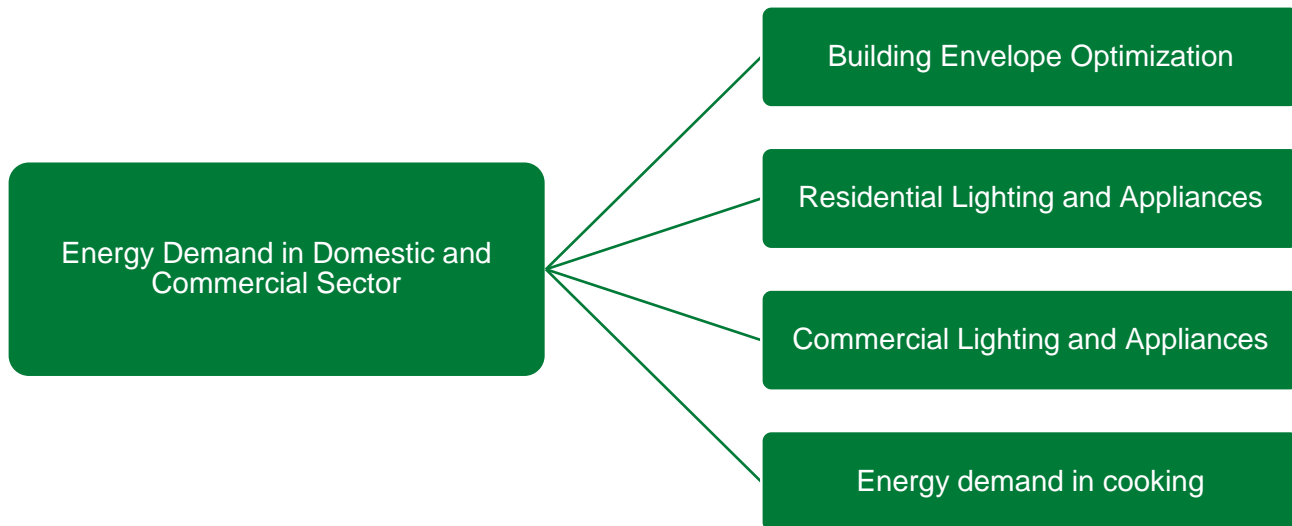 Building Envelope Optimization
Residential Lighting and Appliances
Energy Demand in Domestic and
Commercial Sector
Commercial Lighting and Appliances
Energy demand in cooking